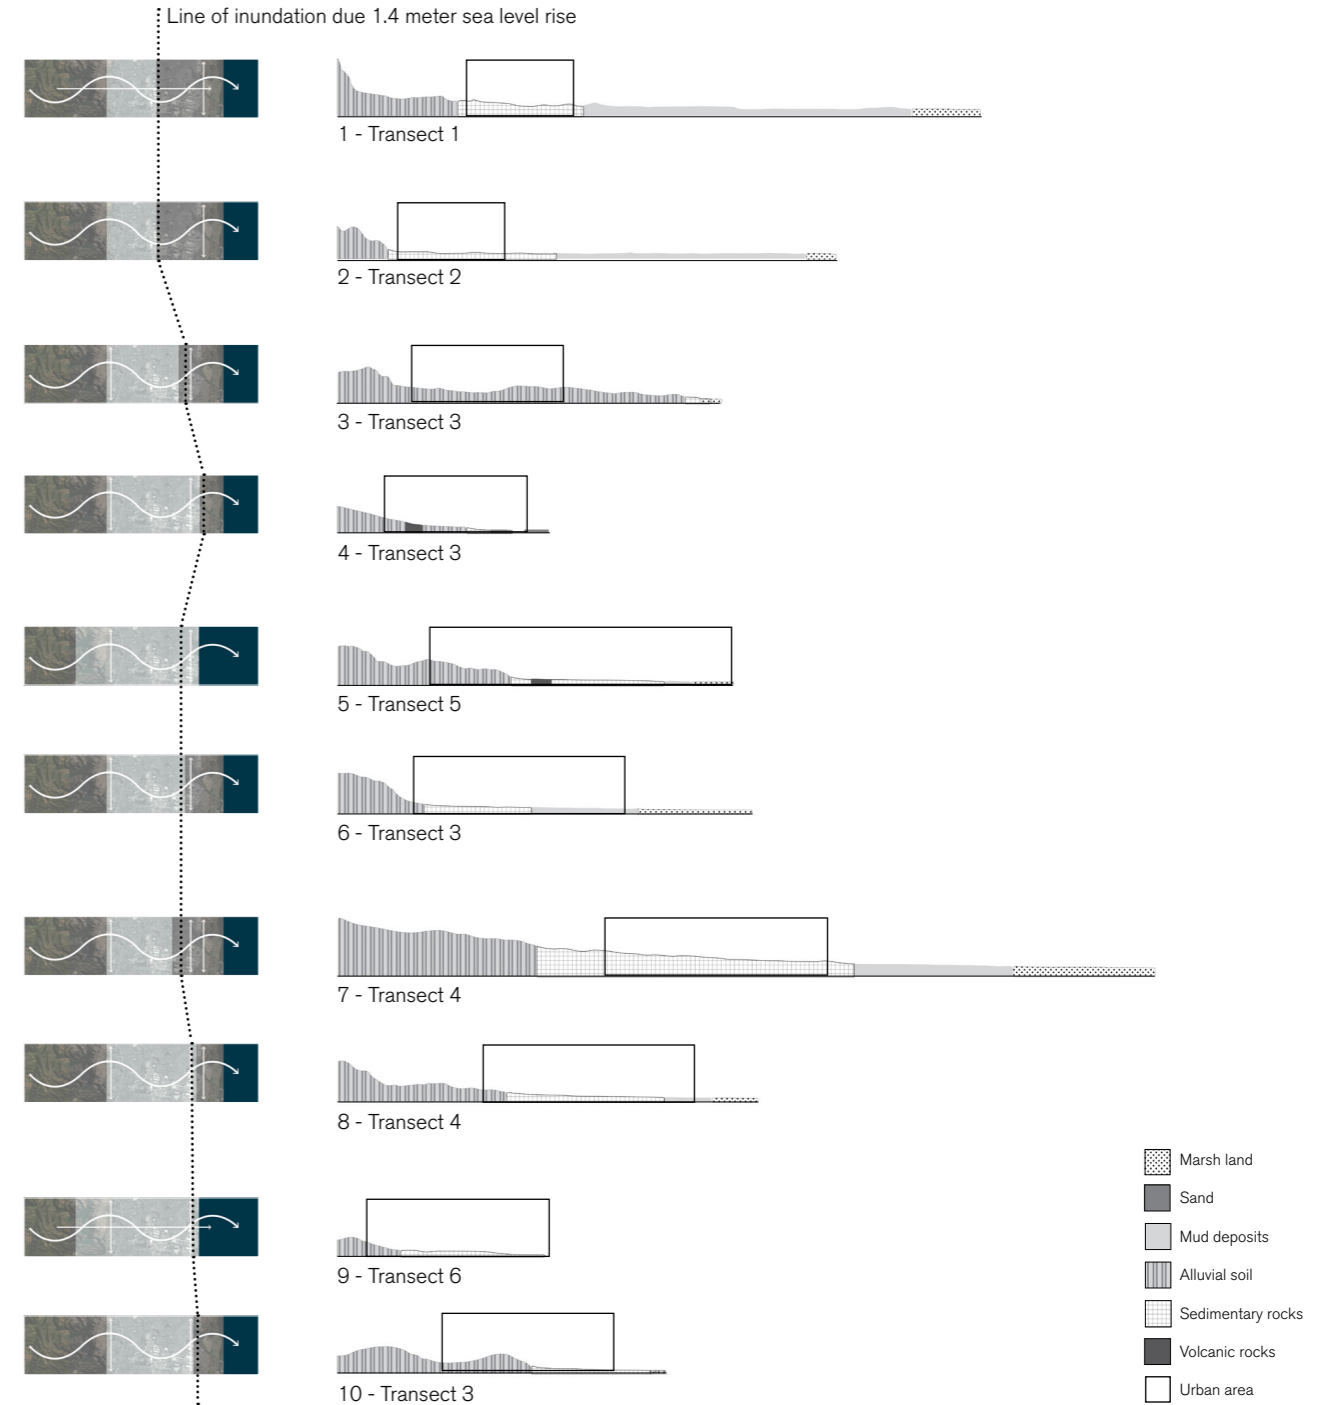 Line of inundation due 1.4 meter sea level rise
1 - Transect 1
2 - Transect 2
3 - Transect 3
4 - Transect 3
5 - Transect 5
6 - Transect 3
7 - Transect 4
8 - Transect 4
9 - Transect 6
10 - Transect 3
Marsh land
Sand
Mud deposits
Alluvial soil
Sedimentary rocks
Volcanic rocks
Urban area